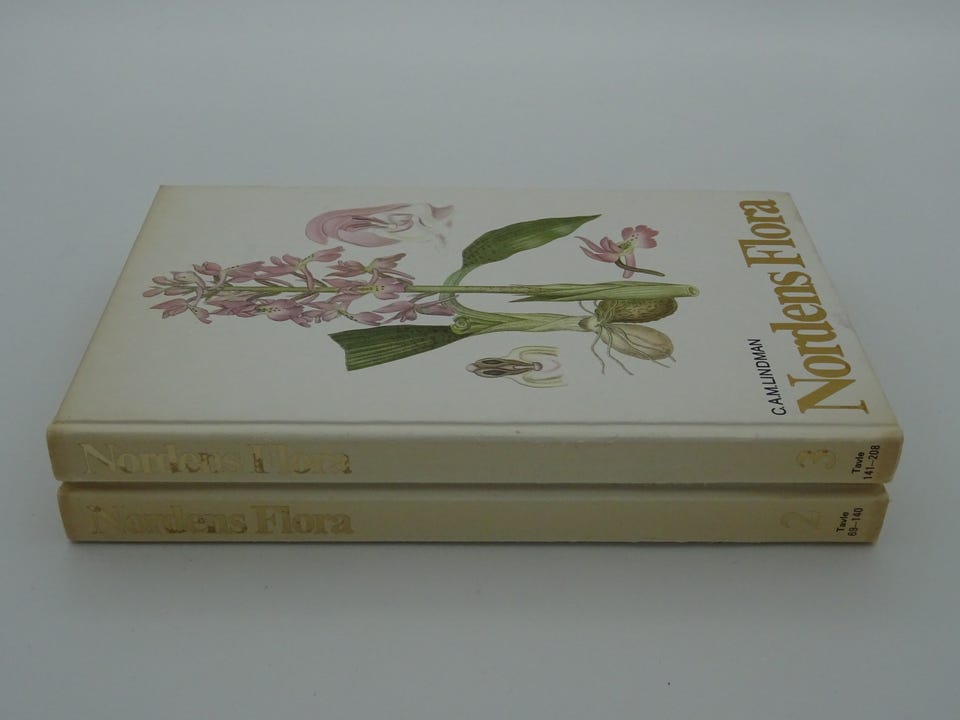 C.A.M.LINDMAN
Nordens Flora
Nordens Flora
3
Tavle
141-208
Nordens Flora
2
Tavle
69-140